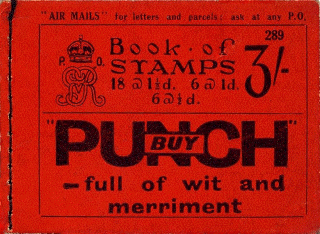 "AIR MAILS" for letters and parcels; ask at any P.O.
289
P. O.
GRV
Book · of
STAMPS 3/-
18 @ 1½d. 6 @ 1d.
6 @ ½d.
"PUNCH"
BUY
– full of wit and
merriment